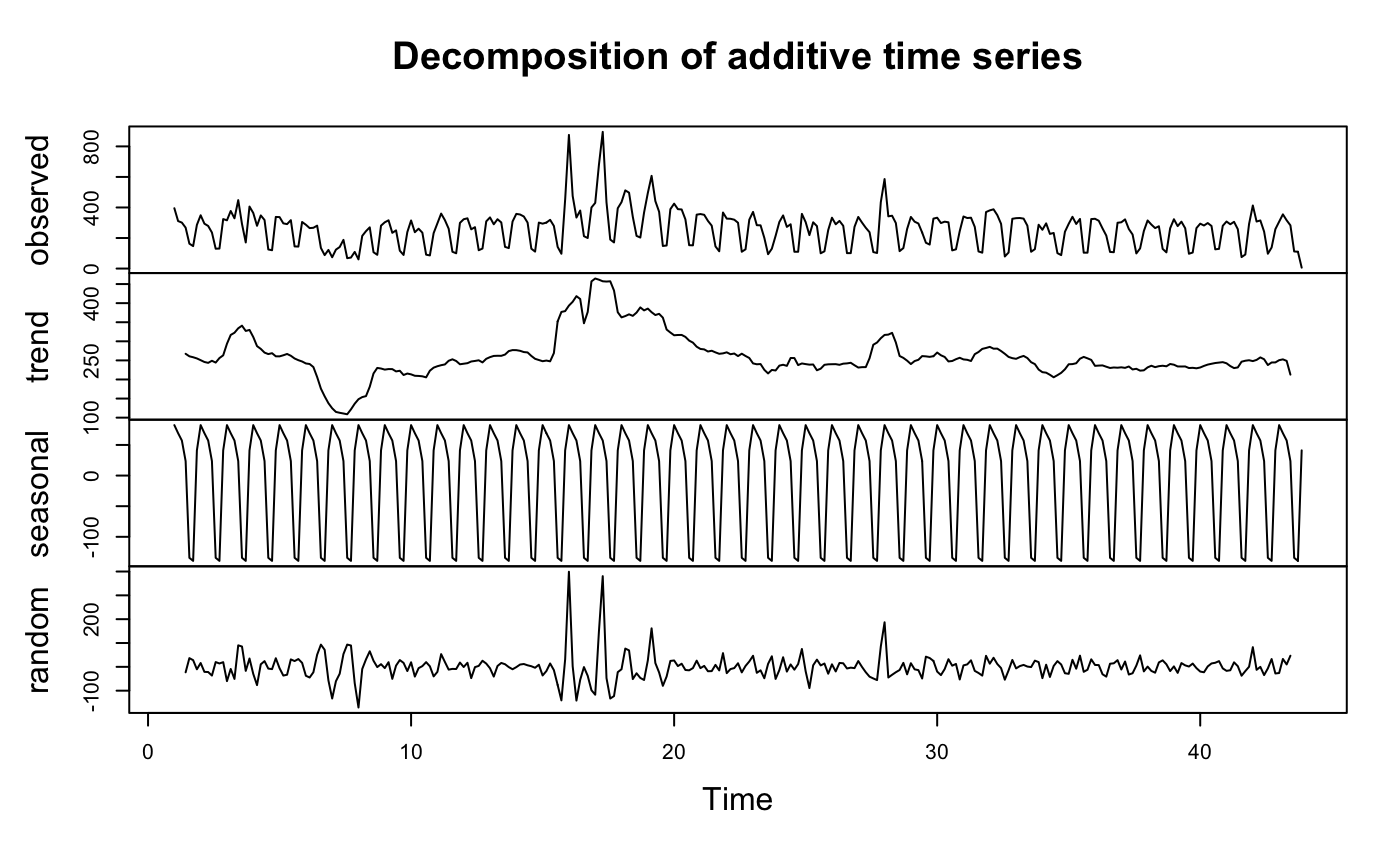 Decomposition of additive time series
observed
0 400 800
trend
100 250 400
seasonal
-100 0 100
random
-100 200
0 10 20 30 40
Time